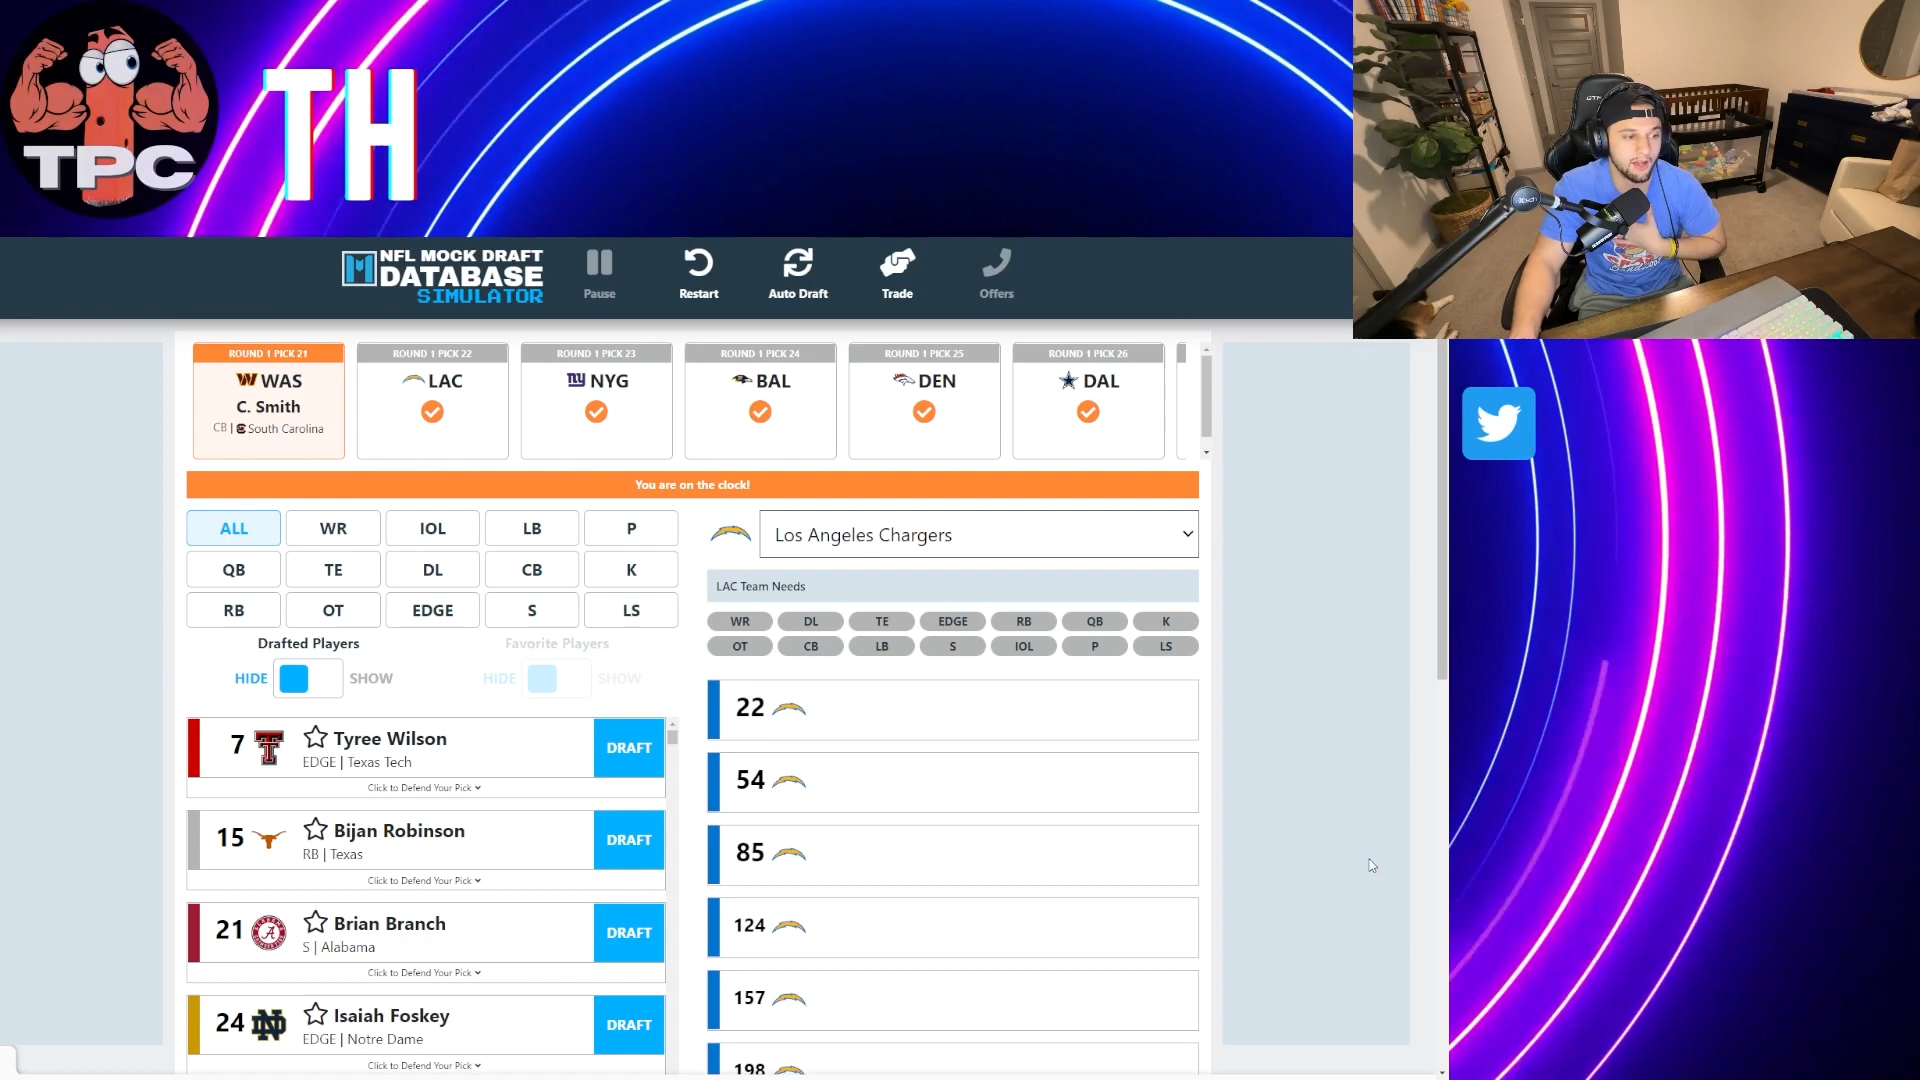 TPC
TH
NFL MOCK DRAFT
DATABASE
SIMULATOR
Pause
Restart
Auto Draft
Trade
Offers
ROUND 1 PICK 21
WAS
C. Smith
CB | South Carolina
ROUND 1 PICK 22
LAC
ROUND 1 PICK 23
NYG
ROUND 1 PICK 24
BAL
ROUND 1 PICK 25
DEN
ROUND 1 PICK 26
DAL
You are on the clock!
ALL WR IOL LB P
QB TE DL CB K
RB OT EDGE S LS
Drafted Players
HIDE SHOW
Favorite Players
HIDE SHOW
7 Tyree Wilson
EDGE | Texas Tech
DRAFT
Click to Defend Your Pick
15 Bijan Robinson
RB | Texas
DRAFT
Click to Defend Your Pick
21 Brian Branch
S | Alabama
DRAFT
Click to Defend Your Pick
24 Isaiah Foskey
EDGE | Notre Dame
DRAFT
Click to Defend Your Pick
Los Angeles Chargers
LAC Team Needs
WR DL TE EDGE RB QB K
OT CB LB S IOL P LS
22
54
85
124
157
198